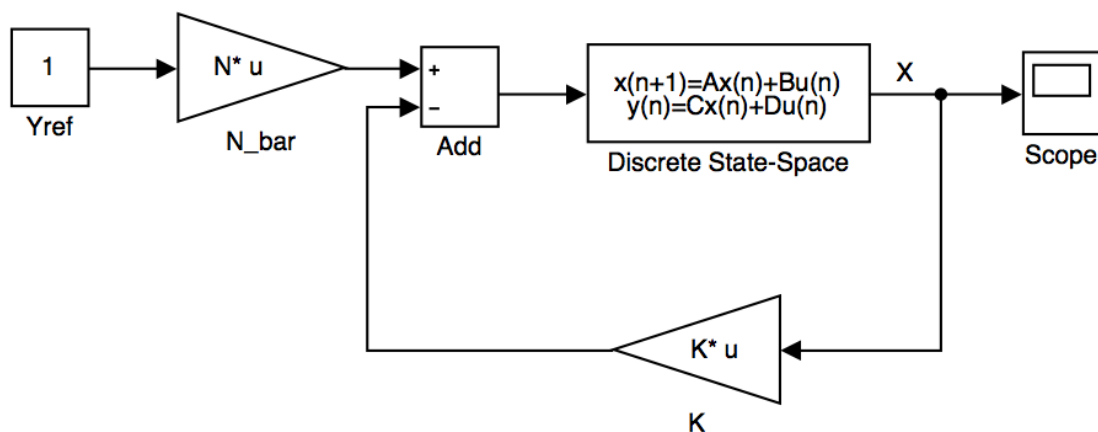 1
Yref
N* u
N_bar
+
−
Add
x(n+1)=Ax(n)+Bu(n)
y(n)=Cx(n)+Du(n)
Discrete State-Space
X
Scope
K* u
K